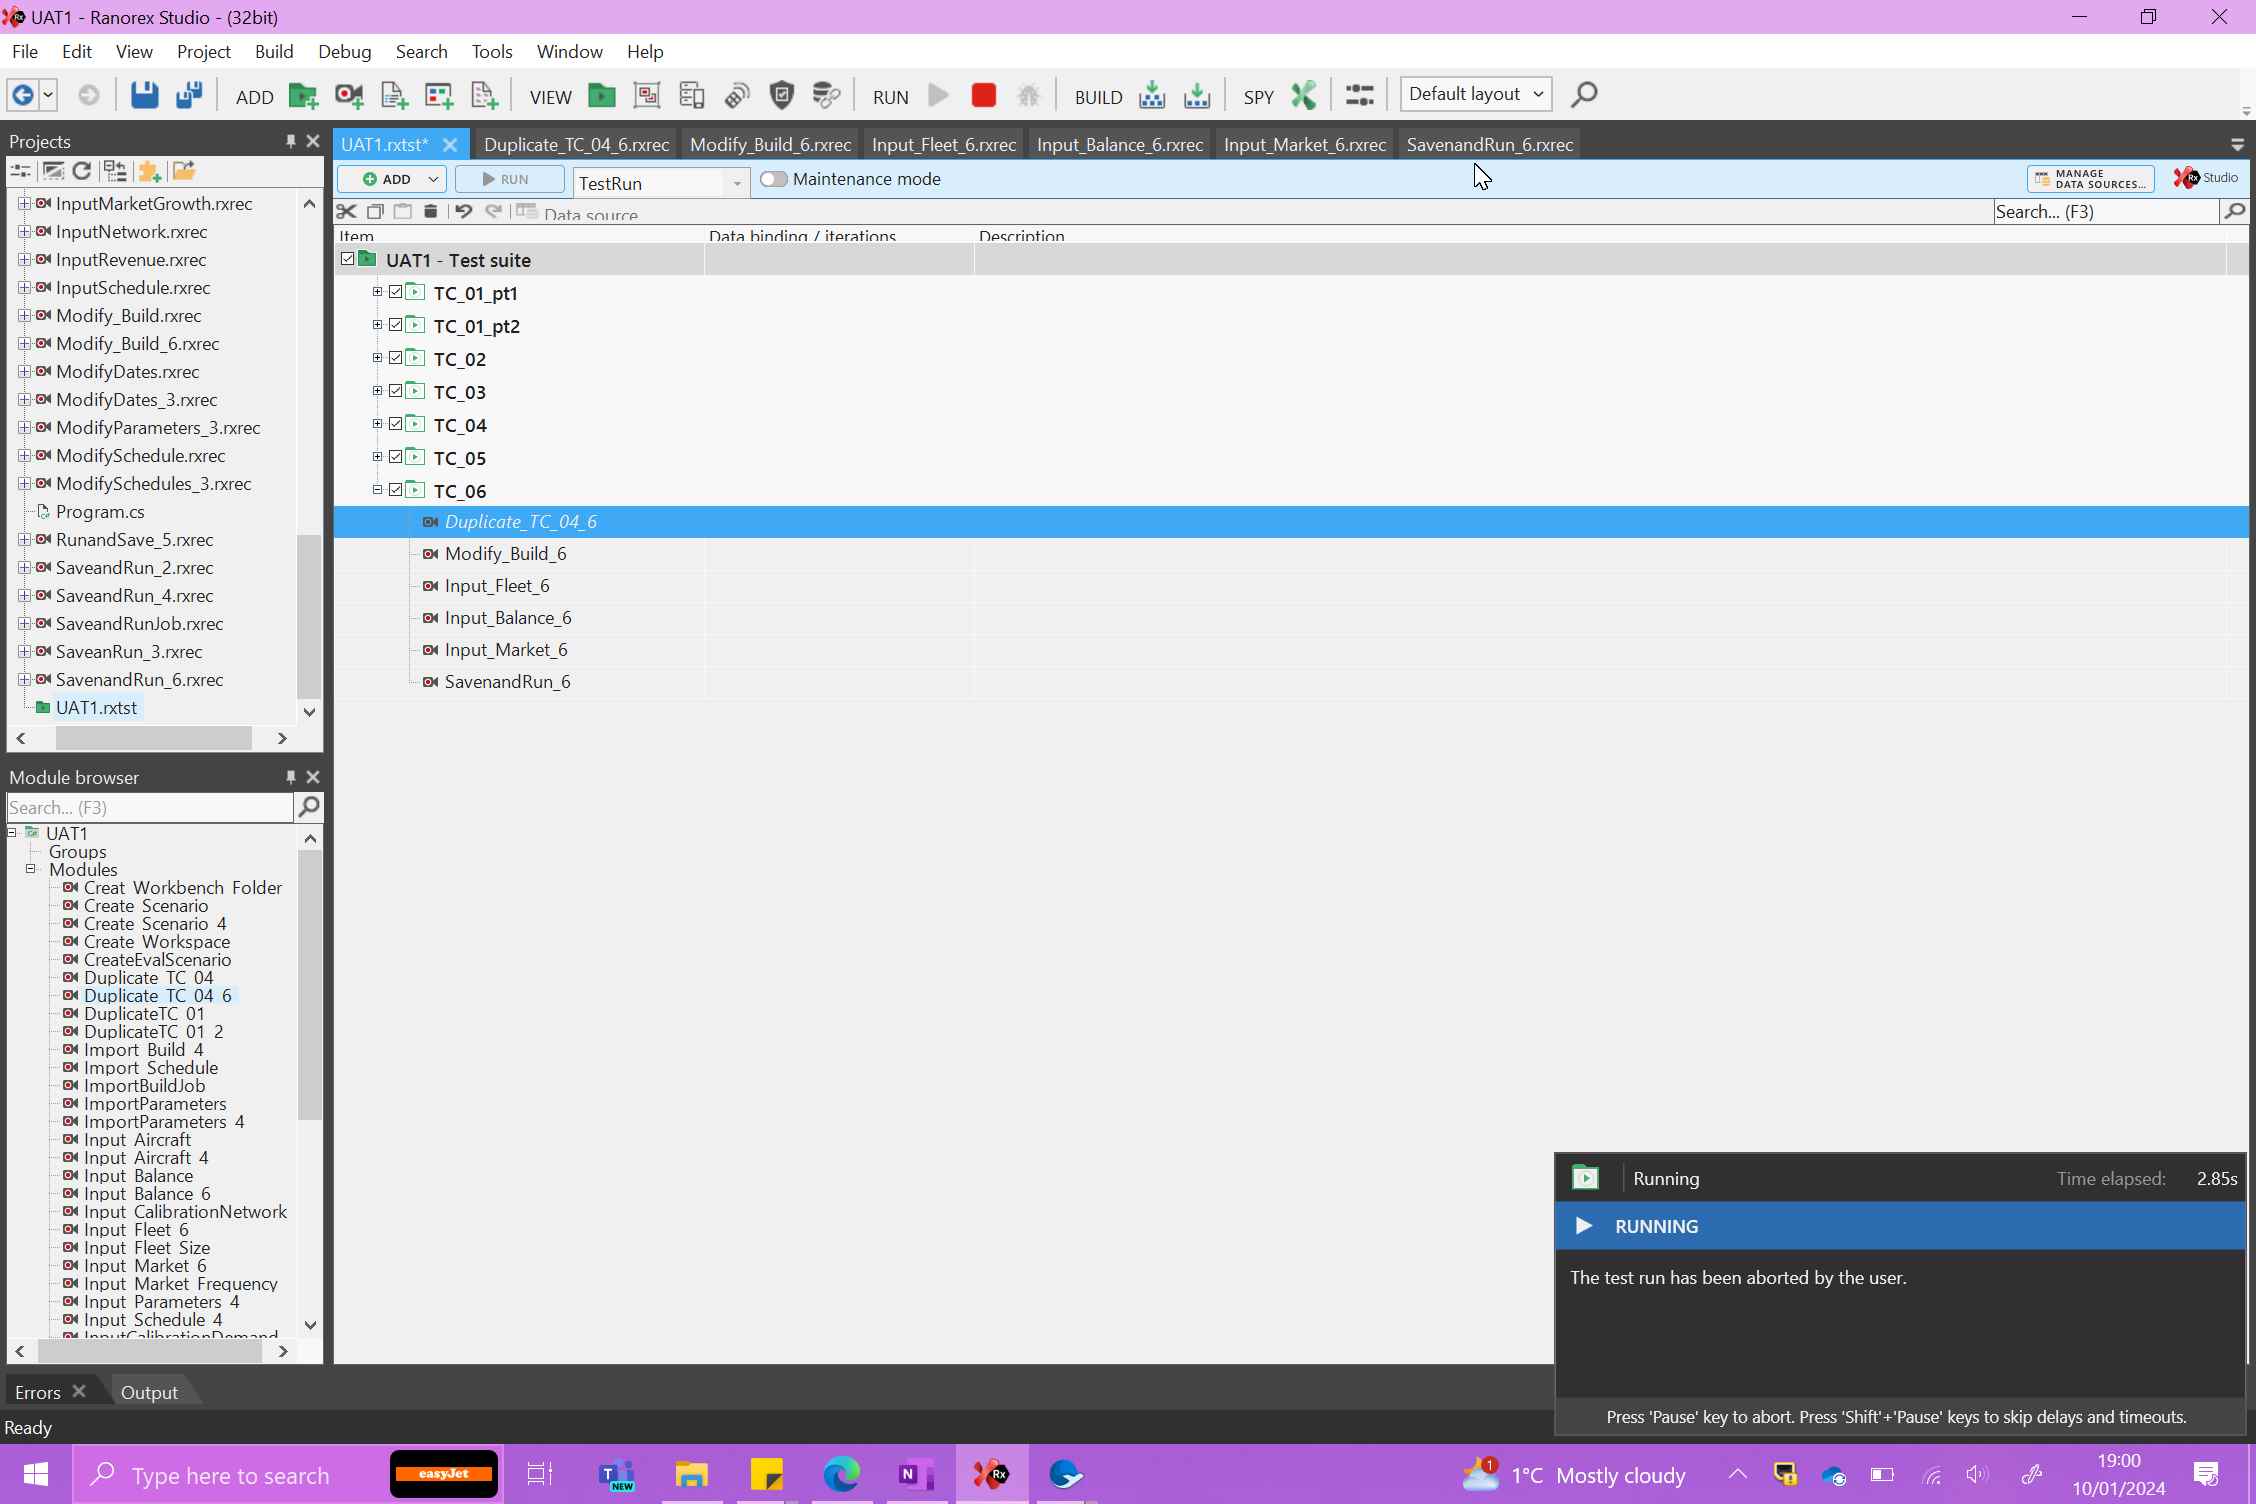 UAT1 - Ranorex Studio - (32bit)
File Edit View Project Build Debug Search Tools Window Help
ADD VIEW RUN BUILD SPY Default layout
Projects
InputMarketGrowth.rxrec
InputNetwork.rxrec
InputRevenue.rxrec
InputSchedule.rxrec
Modify_Build.rxrec
Modify_Build_6.rxrec
ModifyDates.rxrec
ModifyDates_3.rxrec
ModifyParameters_3.rxrec
ModifySchedule.rxrec
ModifySchedules_3.rxrec
Program.cs
RunandSave_5.rxrec
SaveandRun_2.rxrec
SaveandRun_4.rxrec
SaveandRunJob.rxrec
SaveanRun_3.rxrec
SavenandRun_6.rxrec
UAT1.rxtst
Module browser
Search... (F3)
UAT1
Groups
Modules
Creat Workbench Folder
Create Scenario
Create Scenario 4
Create Workspace
CreateEvalScenario
Duplicate TC 04
Duplicate TC 04 6
DuplicateTC 01
DuplicateTC 01 2
Import Build 4
Import Schedule
ImportBuildJob
ImportParameters
ImportParameters 4
Input Aircraft
Input Aircraft 4
Input Balance
Input Balance 6
Input CalibrationNetwork
Input Fleet 6
Input Fleet Size
Input Market 6
Input Market Frequency
Input Parameters 4
Input Schedule 4
InputCalibrationDemand
UAT1.rxtst* Duplicate_TC_04_6.rxrec Modify_Build_6.rxrec Input_Fleet_6.rxrec Input_Balance_6.rxrec Input_Market_6.rxrec SavenandRun_6.rxrec
ADD RUN TestRun Maintenance mode MANAGE DATA SOURCES... Rx Studio
Data source Search... (F3)
Item Data binding / iterations Description
UAT1 - Test suite
TC_01_pt1
TC_01_pt2
TC_02
TC_03
TC_04
TC_05
TC_06
Duplicate_TC_04_6
Modify_Build_6
Input_Fleet_6
Input_Balance_6
Input_Market_6
SavenandRun_6
Running Time elapsed: 2.85s
RUNNING
The test run has been aborted by the user.
Press 'Pause' key to abort. Press 'Shift'+'Pause' keys to skip delays and timeouts.
Errors Output
Ready
Type here to search easyJet T NEW N Rx 1 1°C Mostly cloudy 19:00
10/01/2024